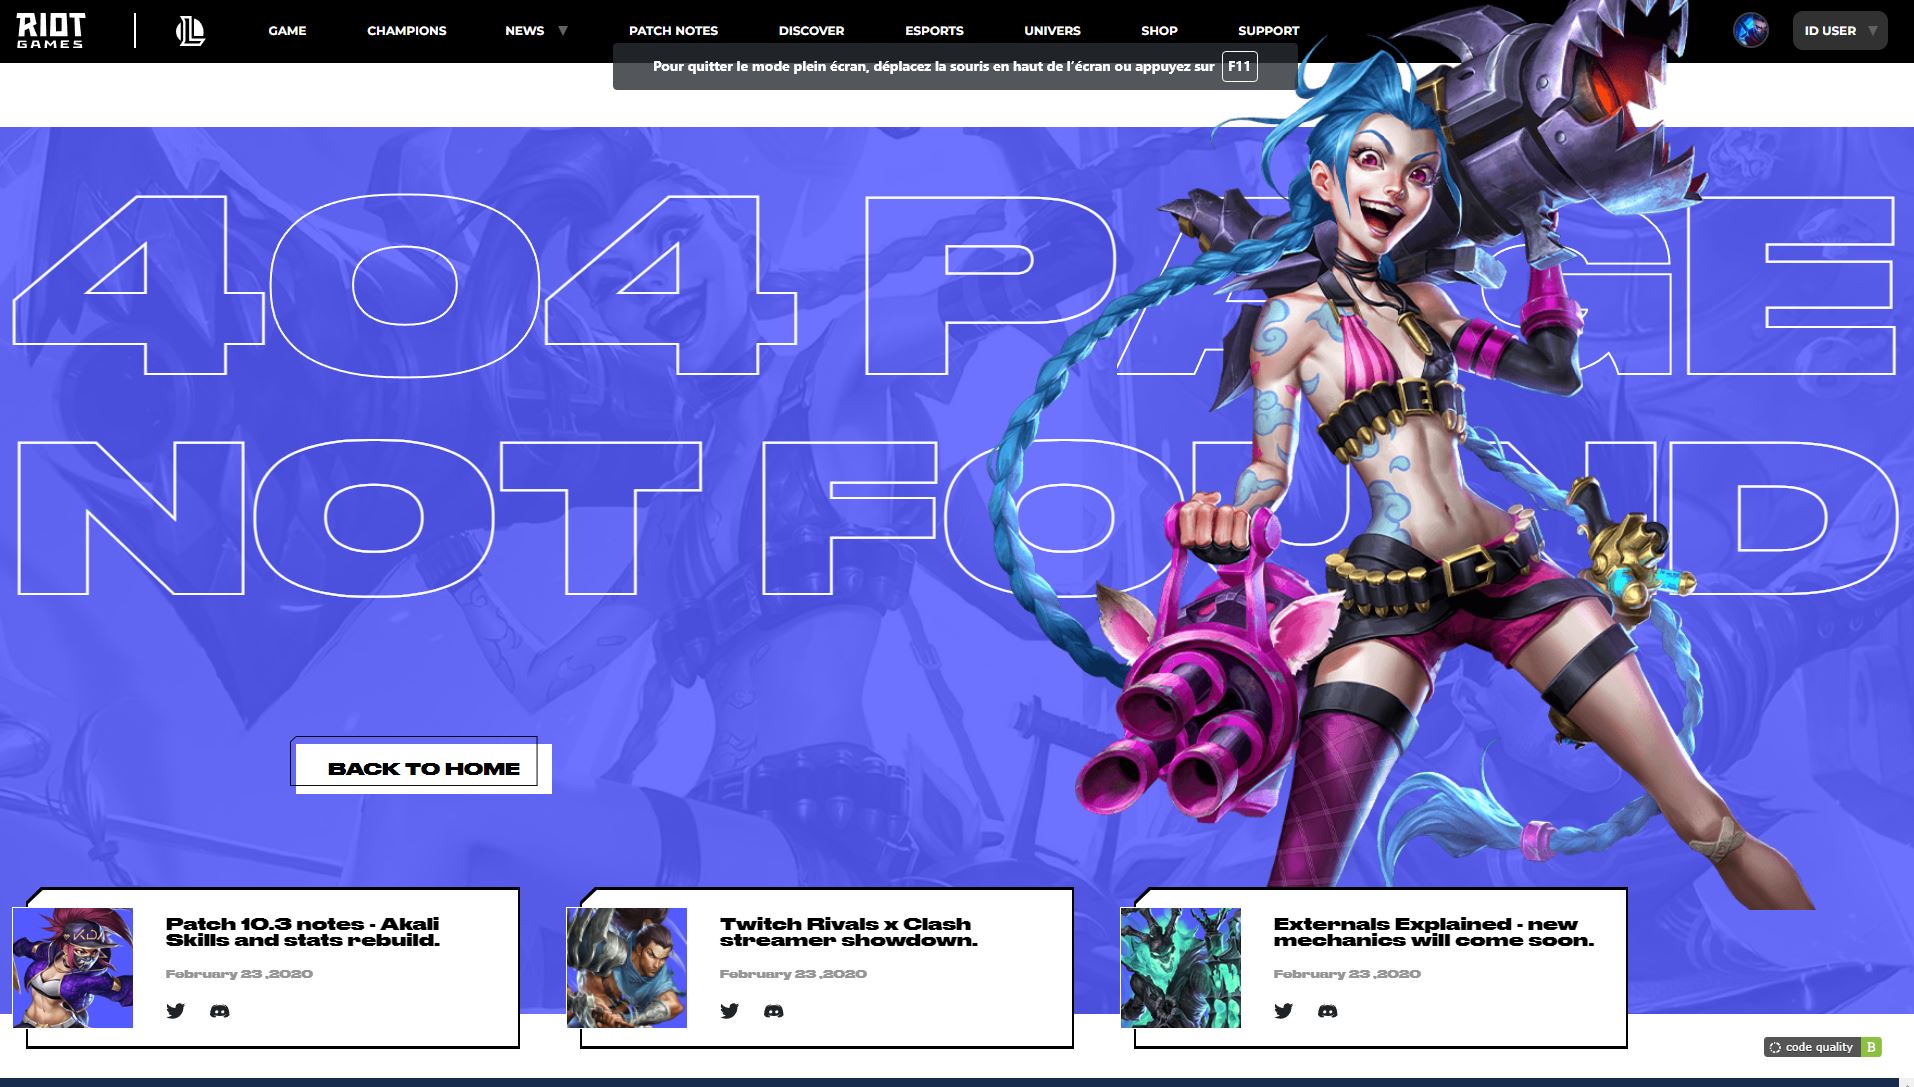 RIOT
GAMES
GAME
CHAMPIONS
NEWS
PATCH NOTES
DISCOVER
ESPORTS
UNIVERS
SHOP
SUPPORT
ID USER
Pour quitter le mode plein écran, déplacez la souris en haut de l’écran ou appuyez sur F11
404 PAGE
NOT FOUND
BACK TO HOME
Patch 10.3 notes - Akali
Skills and stats rebuild.
February 23 ,2020
Twitch Rivals x Clash
streamer showdown.
February 23 ,2020
Externals Explained - new
mechanics will come soon.
February 23 ,2020
code quality B